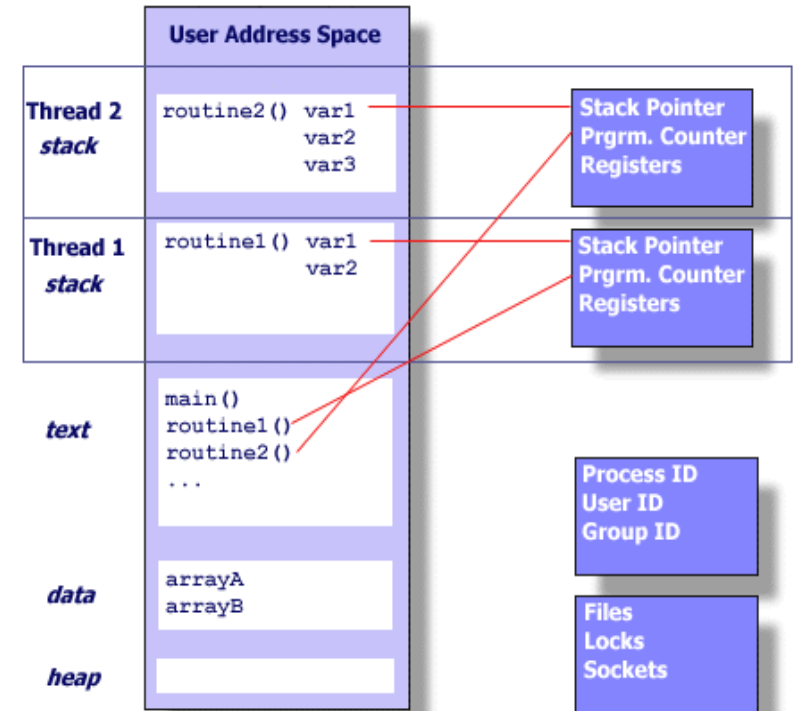 User Address Space
Thread 2
stack
routine2() var1
var2
var3
Stack Pointer
Prgrm. Counter
Registers
Thread 1
stack
routine1() var1
var2
Stack Pointer
Prgrm. Counter
Registers
text
main()
routine1()
routine2()
...
Process ID
User ID
Group ID
data
arrayA
arrayB
Files
Locks
Sockets
heap